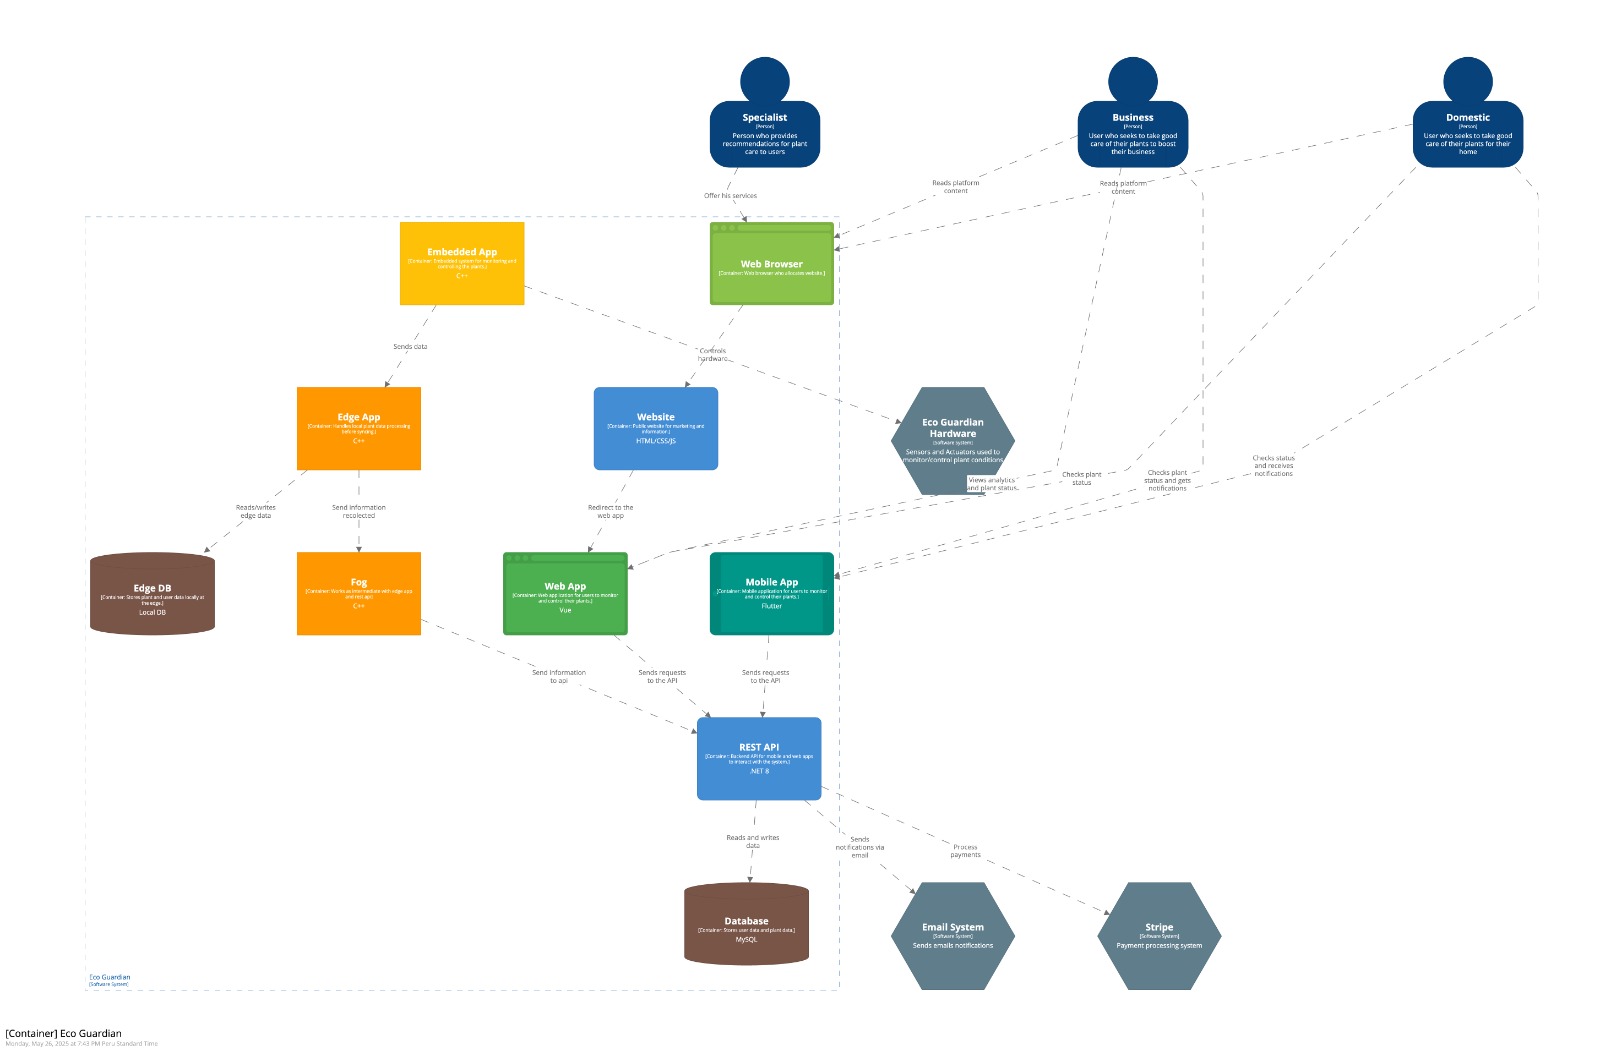 Specialist
[Person]
Person who provides
recommendations for plant
care to users
Business
[Person]
User who seeks to take good
care of their plants to boost
their business
Domestic
[Person]
User who seeks to take good
care of their plants for their
home
Offer his services
Reads platform
content
Reads platform
content
Embedded App
[Container: Embedded system for monitoring and
controlling the plants.]
C++
Web Browser
[Container: Web browser who allocates website.]
Sends data
Controls
hardware
Edge App
[Container: Handles local plant data processing
before syncing.]
C++
Website
[Container: Public website for marketing and
information.]
HTML/CSS/JS
Eco Guardian
Hardware
[Software System]
Sensors and Actuators used to
monitor/control plant conditions
Views analytics
and plant status.
Checks plant
status
Checks plant
status and gets
notifications
Checks status
and receives
notifications
Reads/writes
edge data
Send information
recolected
Redirect to the
web app
Edge DB
[Container: Stores plant and user data locally at
the edge.]
Local DB
Fog
[Container: Works as intermediate with edge app
and rest api]
C++
Web App
[Container: Web application for users to monitor
and control their plants.]
Vue
Mobile App
[Container: Mobile application for users to monitor
and control their plants.]
Flutter
Send information
to api
Sends requests
to the API
Sends requests
to the API
REST API
[Container: Backend API for mobile and web apps
to interact with the system.]
.NET 8
Reads and writes
data
Sends
notifications via
email
Process
payments
Database
[Container: Stores user data and plant data.]
MySQL
Email System
[Software System]
Sends emails notifications
Stripe
[Software System]
Payment processing system
Eco Guardian
[Software System]
[Container] Eco Guardian
Monday, May 26, 2025 at 7:43 PM Peru Standard Time